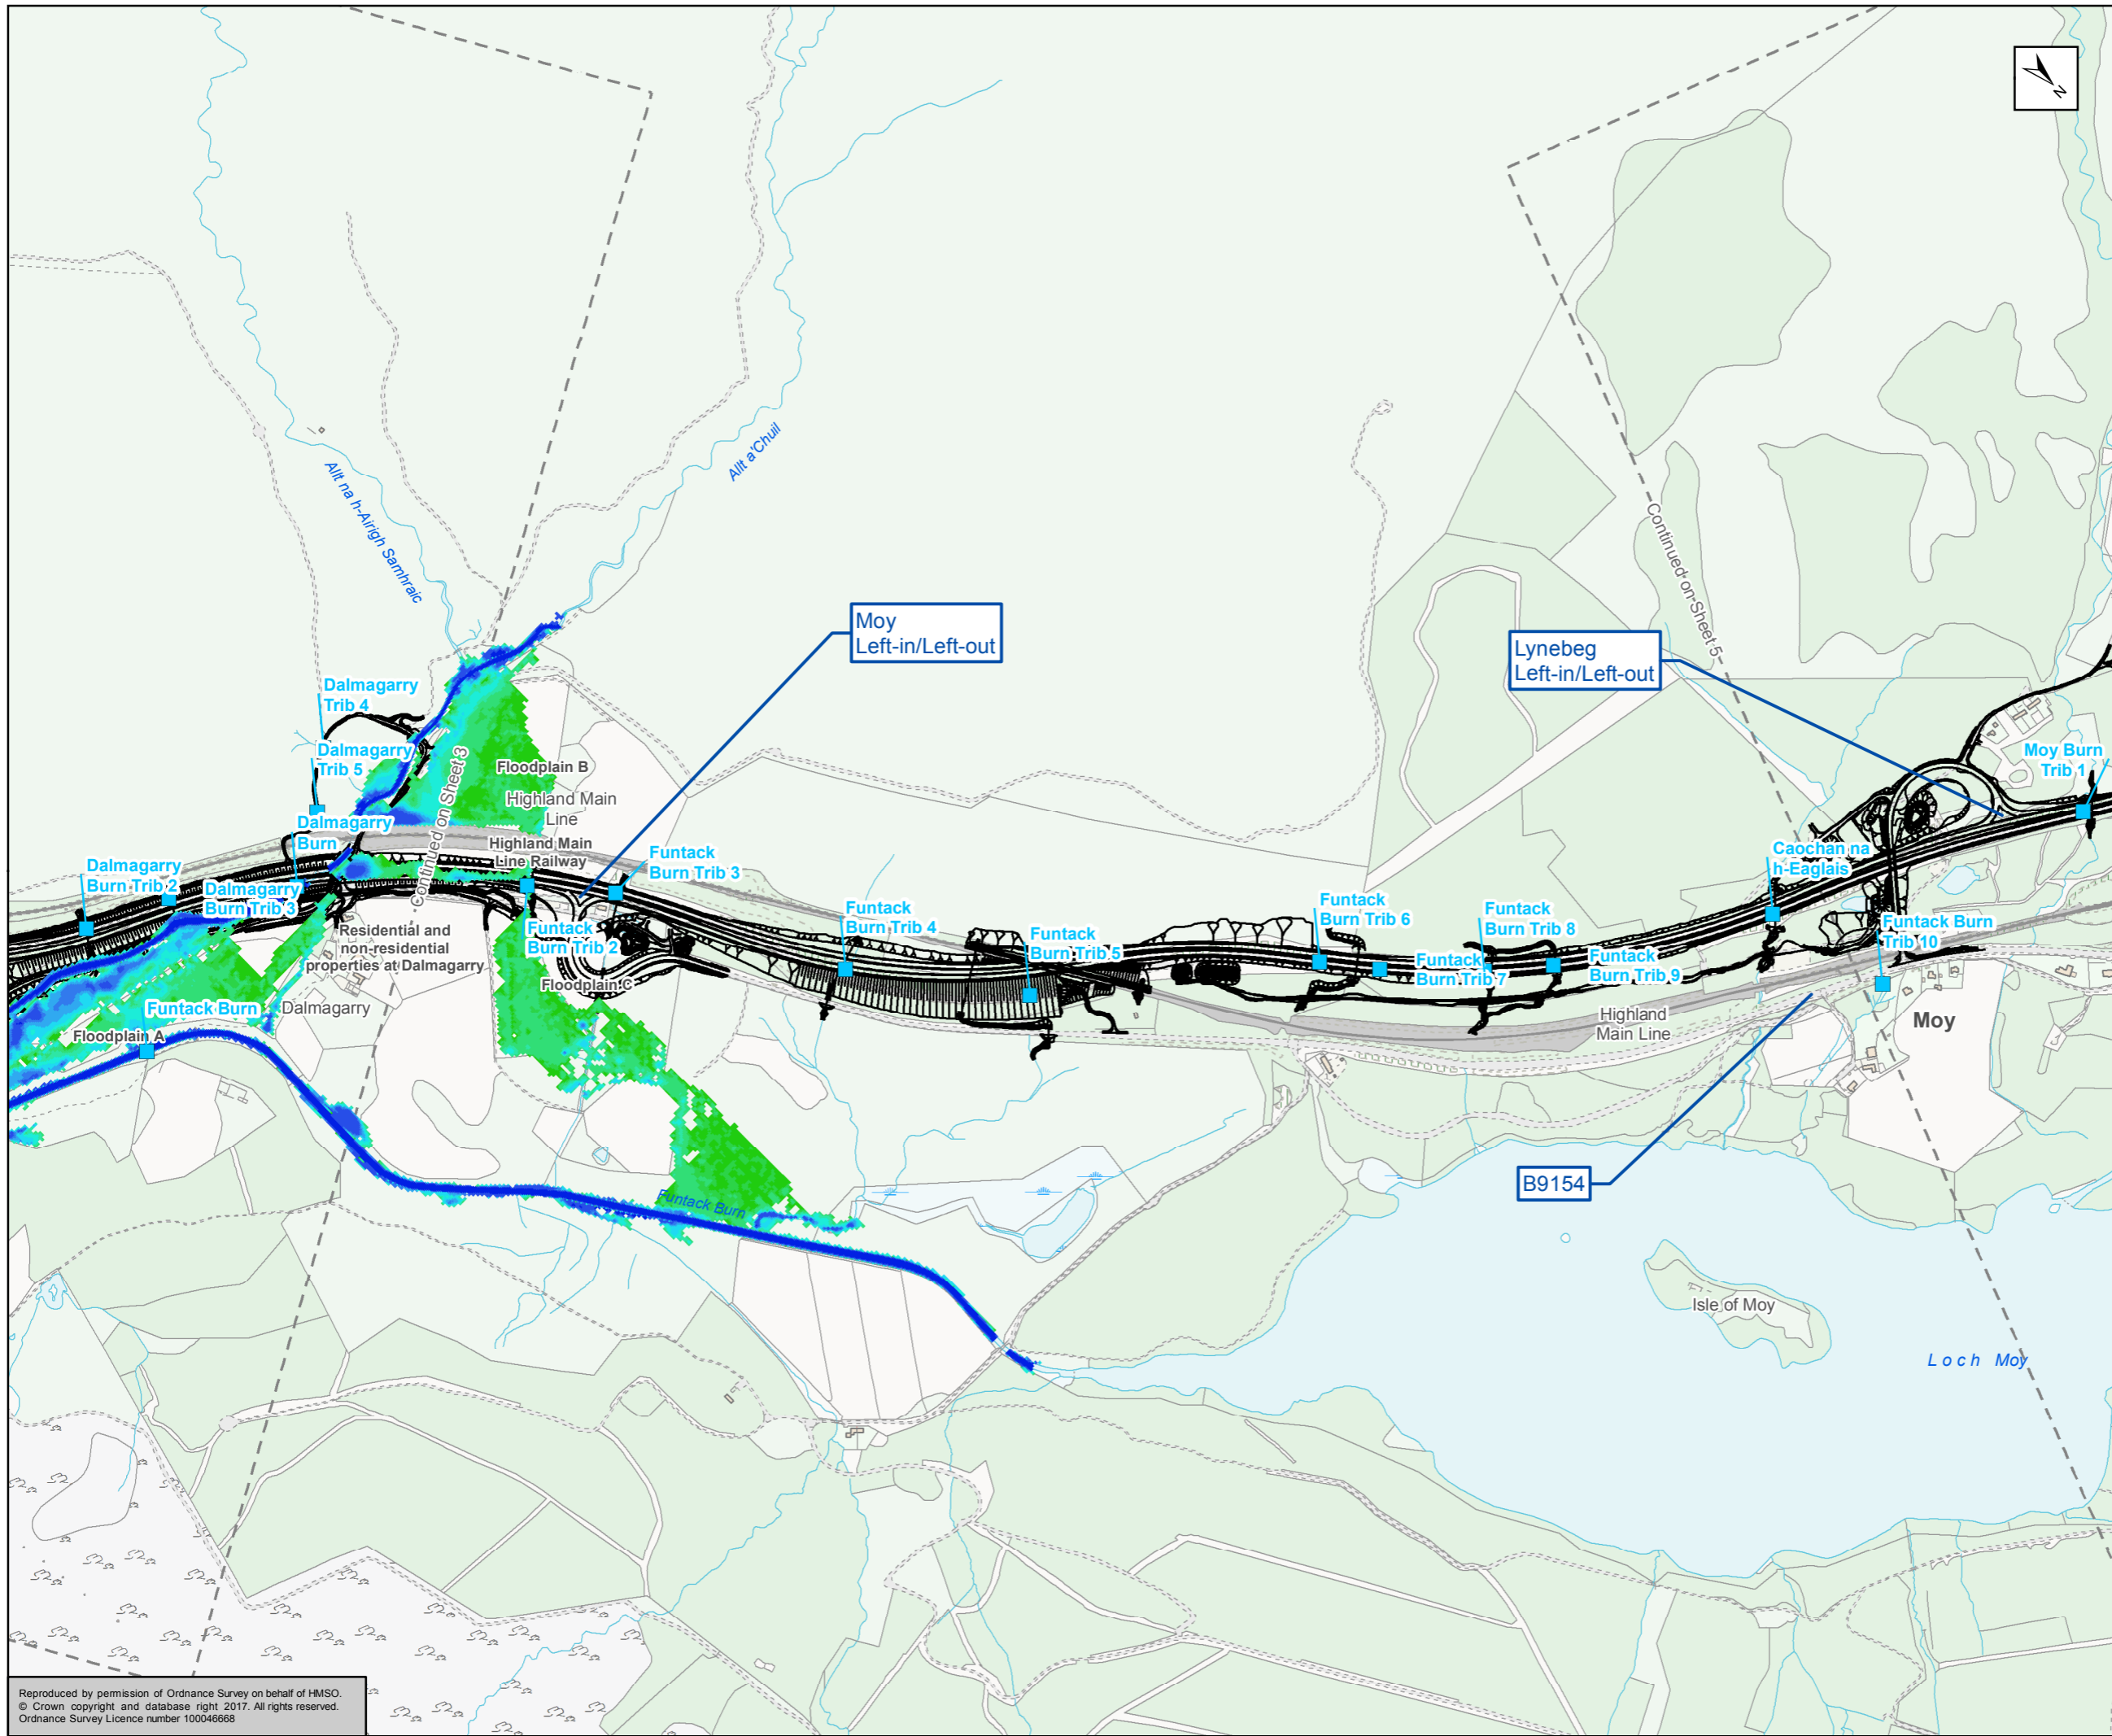 N
Allt na h-Airigh Samhraic
Allt a'Chuil
Continued on Sheet 5
Moy
Left-in/Left-out
Lynebeg
Left-in/Left-out
Dalmagarry
Trib 4
Dalmagarry
Trib 5
Continued on Sheet 3
Floodplain B
Highland Main
Line
Moy Burn
Trib 1
Dalmagarry
Burn
Highland Main
Line Railway
Funtack
Burn Trib 3
Caochan na
h-Eaglais
Dalmagarry
Burn Trib 2
Dalmagarry
Burn Trib 3
Funtack
Burn Trib 2
Funtack
Burn Trib 4
Funtack
Burn Trib 5
Funtack
Burn Trib 6
Funtack
Burn Trib 7
Funtack
Burn Trib 8
Funtack
Burn Trib 9
Funtack Burn
Trib 10
Residential and
non-residential
properties at Dalmagarry
Floodplain C
Funtack Burn
Dalmagarry
Floodplain A
Highland
Main Line
Moy
B9154
Funtack Burn
Isle of Moy
Loch Moy
Reproduced by permission of Ordnance Survey on behalf of HMSO.
© Crown copyright and database right 2017. All rights reserved.
Ordnance Survey Licence number 100046668